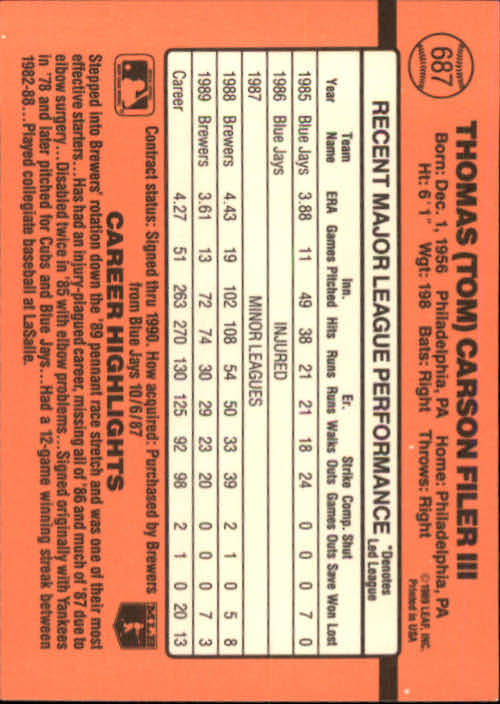 687
THOMAS (TOM) CARSON FILER III
Born: Dec. 1, 1956 Philadelphia, PA Home: Philadelphia, PA
Ht: 6' 1" Wgt: 198 Bats: Right Throws: Right
© 1989 LEAF, INC.
Printed in USA
RECENT MAJOR LEAGUE PERFORMANCE *Denotes Led League
Team Inn. Er. Strike Comp. Shut
Year Name ERA Games Pitched Hits Runs Runs Walks Outs Games Outs Save Won Lost
1985 Blue Jays 3.88 11 49 38 21 21 18 24 0 0 0 7 0
1986 Blue Jays INJURED
1987 MINOR LEAGUES
1988 Brewers 4.43 19 102 108 54 50 33 39 2 1 0 5 8
1989 Brewers 3.61 13 72 74 30 29 23 20 0 0 0 7 3
Career 4.27 51 263 270 130 125 92 98 2 1 0 20 13
Contract status: Signed thru 1990. How acquired: Purchased by Brewers
from Blue Jays 10/6/87
MLB
CAREER HIGHLIGHTS
Stepped into Brewers' rotation down the '89 pennant race stretch and was one of their most
effective starters...Has had an injury-plagued career, missing all of '86 and much of '87 due to
elbow surgery...Disabled twice in '85 with elbow problems...Signed originally with Yankees
in '78 and later pitched for Cubs and Blue Jays...Had a 12-game winning streak between
1982-88...Played collegiate baseball at LaSalle.